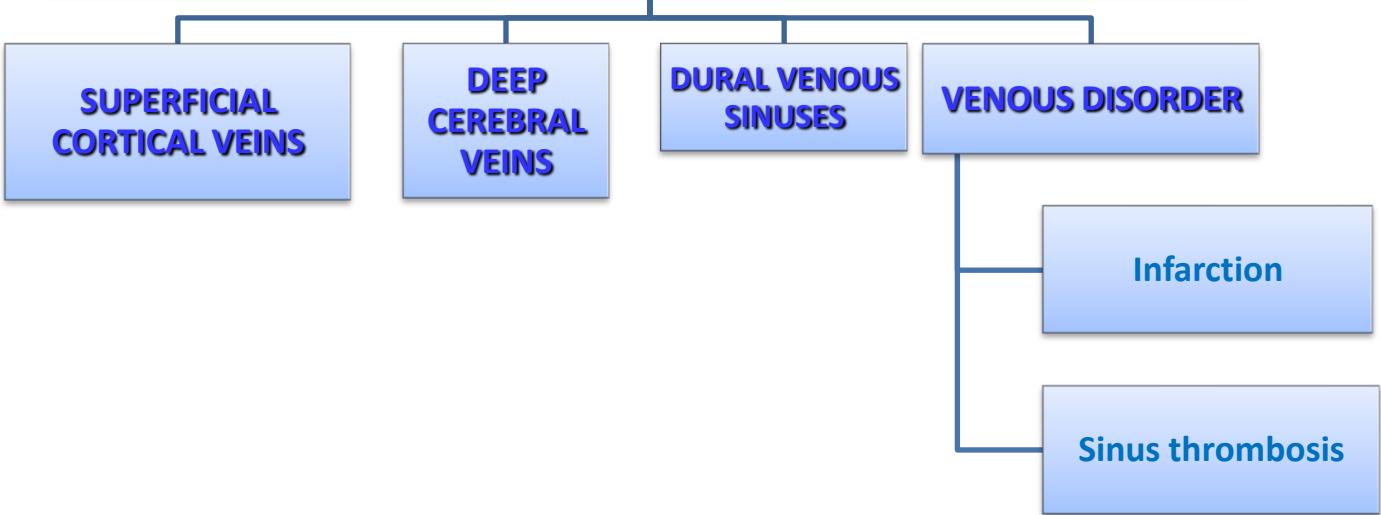 SUPERFICIAL
CORTICAL VEINS
DEEP
CEREBRAL
VEINS
DURAL VENOUS
SINUSES
VENOUS DISORDER
Infarction
Sinus thrombosis